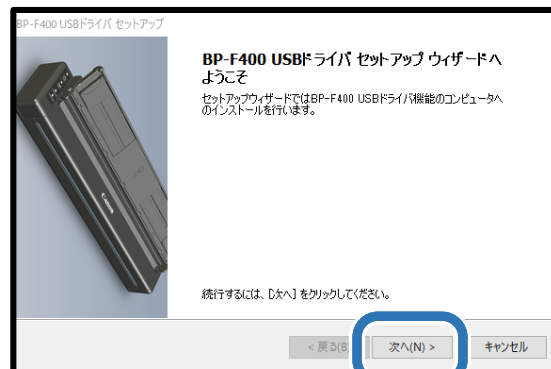 BP-F400 USBドライバ セットアップ
BP-F400 USBドライバ セットアップ ウィザードへ
ようこそ
セットアップウィザードではBP-F400 USBドライバ機能のコンピュータへ
のインストールを行います。
Canon
続行するには、[次へ] をクリックしてください。
< 戻る(B)
次へ(N) >
キャンセル